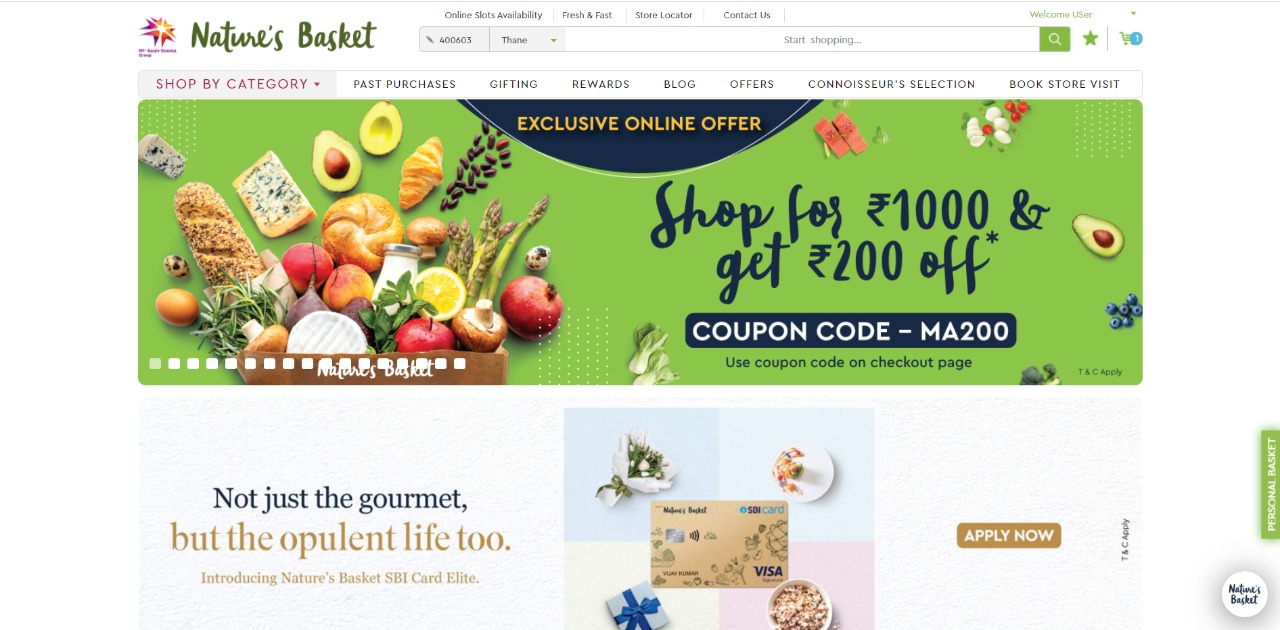 Online Slots Availability
Fresh & Fast
Store Locator
Contact Us
Welcome USer
RP-Sanjiv Goenka
Group
Nature's Basket
400603
Thane
Start shopping...
1
SHOP BY CATEGORY
PAST PURCHASES
GIFTING
REWARDS
BLOG
OFFERS
CONNOISSEUR'S SELECTION
BOOK STORE VISIT
EXCLUSIVE ONLINE OFFER
Shop for ₹1000 &
get ₹200 off*
COUPON CODE – MA200
Use coupon code on checkout page
T & C Apply
Nature's Basket
Not just the gourmet,
but the opulent life too.
Introducing Nature's Basket SBI Card Elite.
Nature's Basket
SBI card
VIJAY KUMAR
VISA
Signature
APPLY NOW
T & C Apply
PERSONAL BASKET
Nature's
Basket